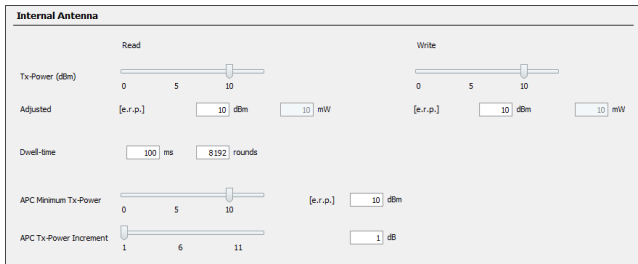 Internal Antenna
Read Write
Tx-Power (dBm)
0 5 10 0 5 10
Adjusted [e.r.p.] 10 dBm 10 mW [e.r.p.] 10 dBm 10 mW
Dwell-time 100 ms 8192 rounds
APC Minimum Tx-Power [e.r.p.] 10 dBm
0 5 10
APC Tx-Power Increment 1 dB
1 6 11